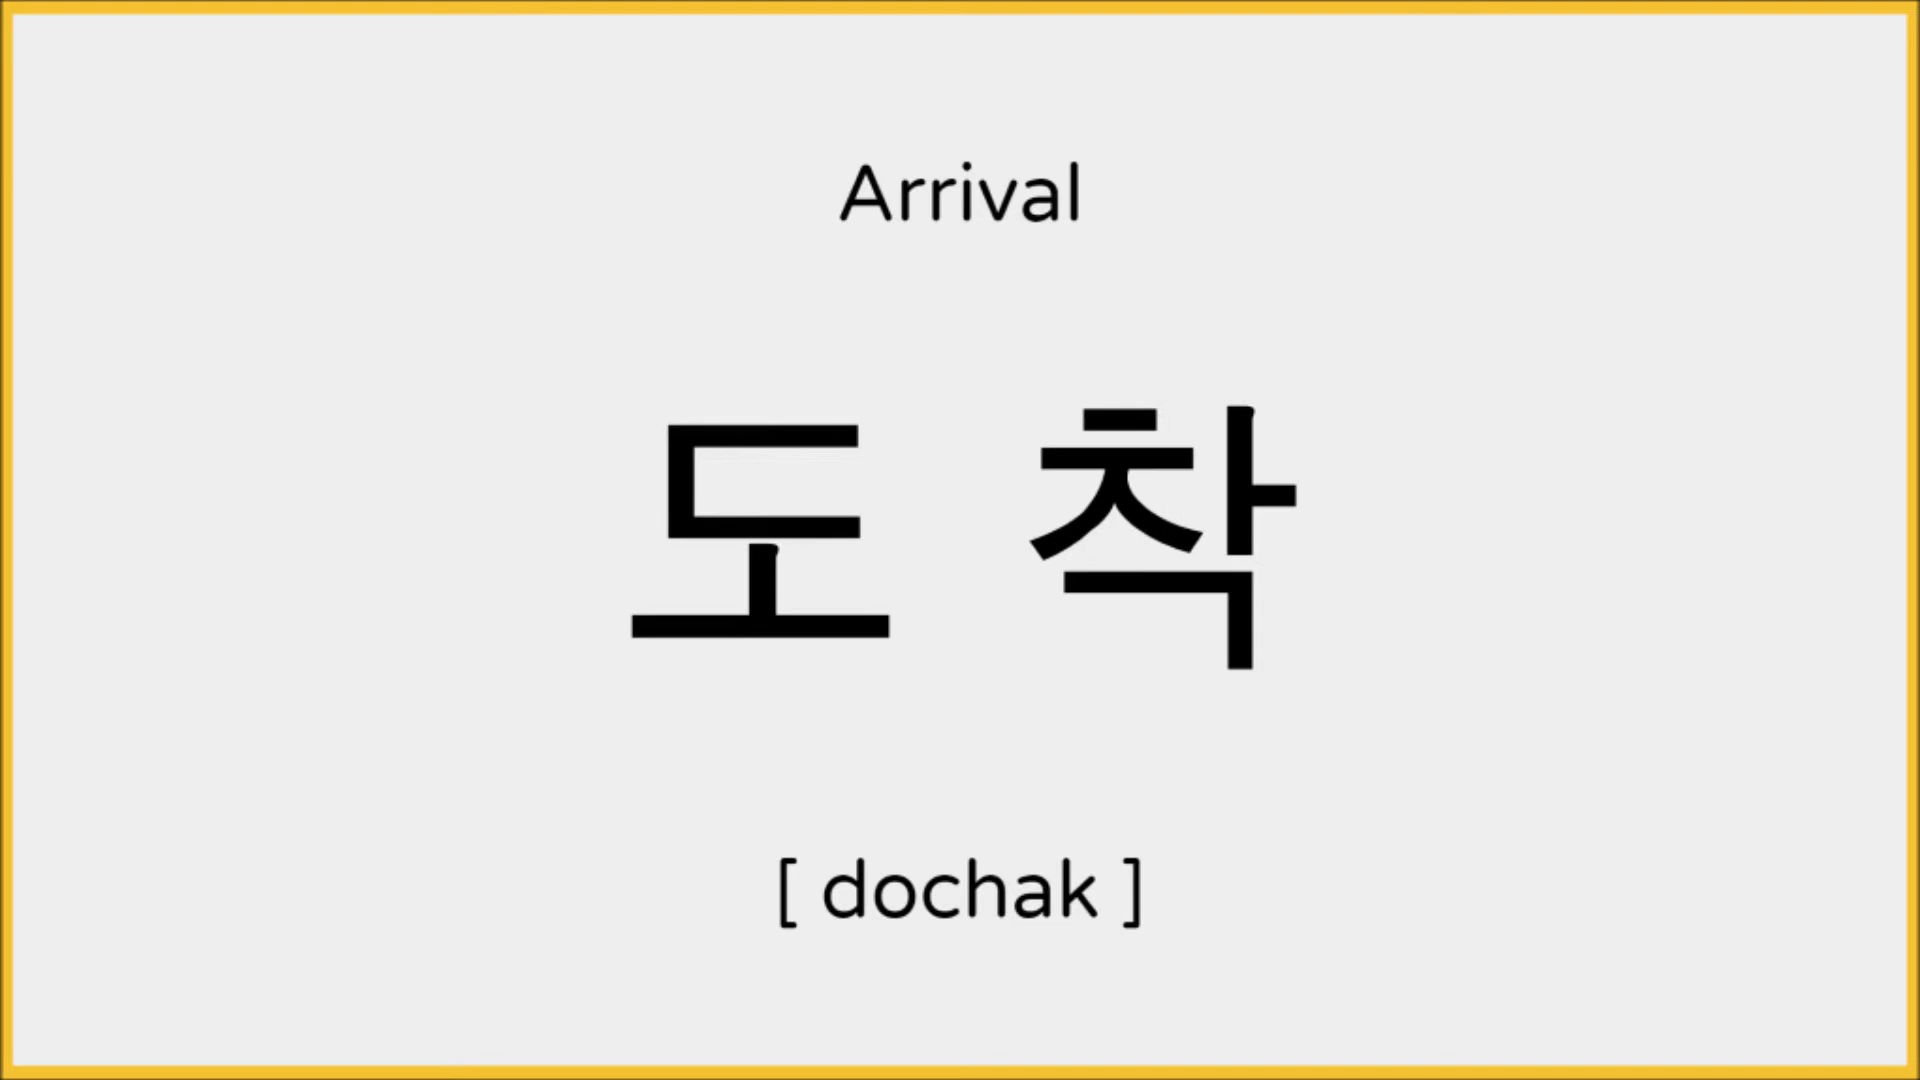 Arrival
도착
[ dochak ]